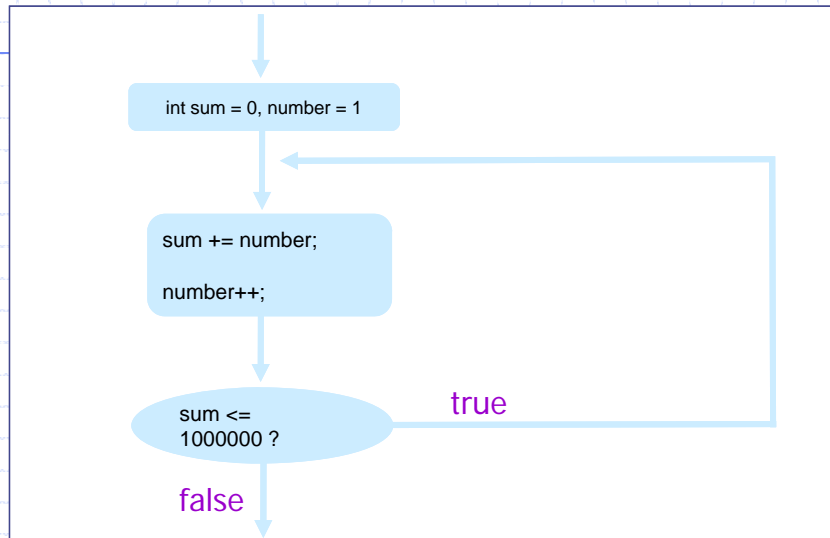 int sum = 0, number = 1
sum += number;
number++;
sum <=
1000000 ?
true
false